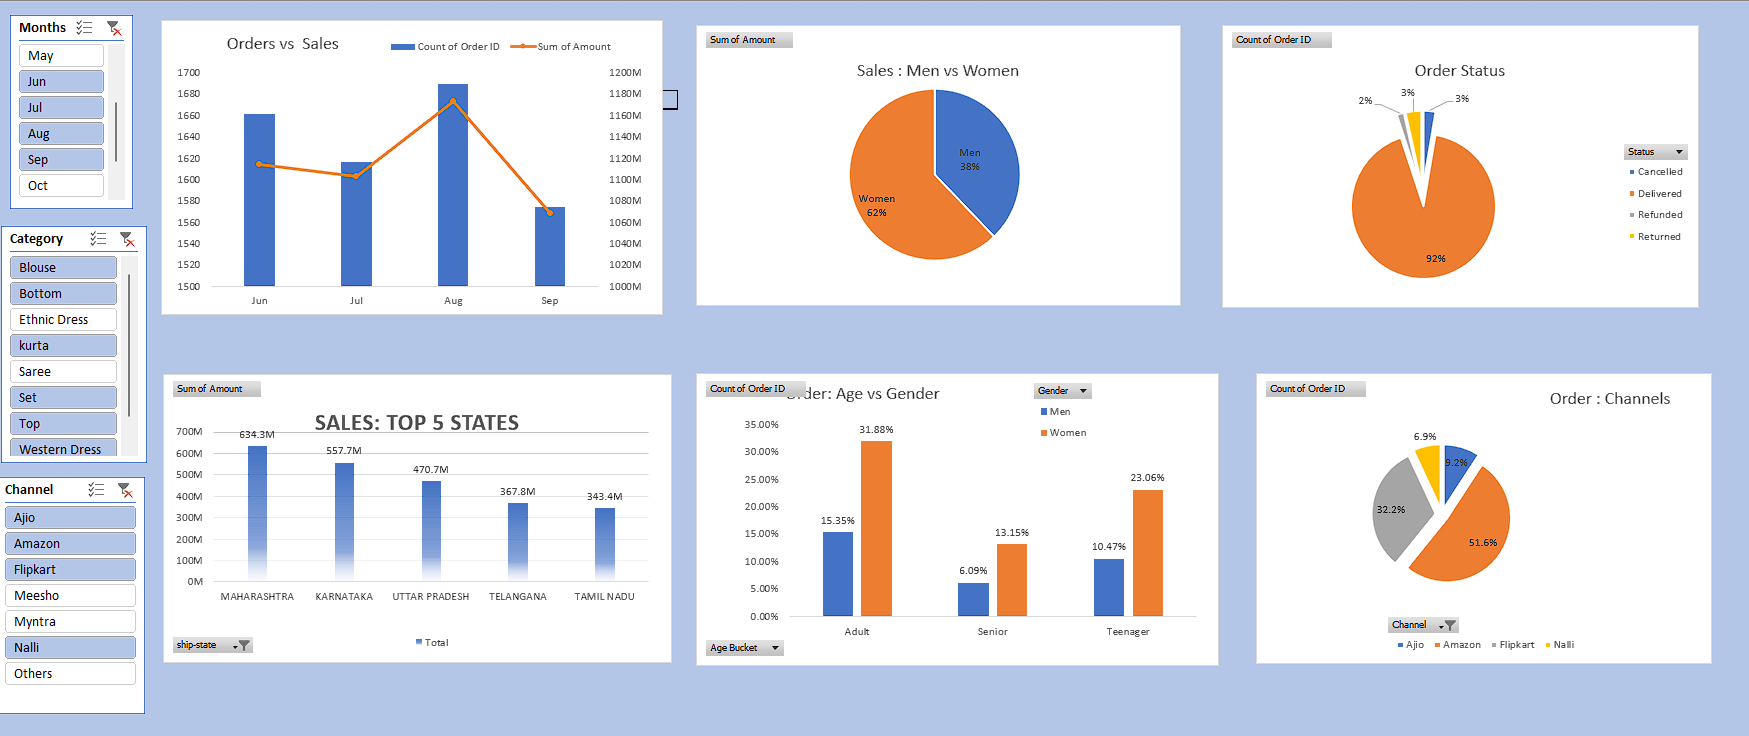 Months
May
Jun
Jul
Aug
Sep
Oct
Category
Blouse
Bottom
Ethnic Dress
kurta
Saree
Set
Top
Western Dress
Channel
Ajio
Amazon
Flipkart
Meesho
Myntra
Nalli
Others
Orders vs Sales
Count of Order ID
Sum of Amount
1700
1680
1660
1640
1620
1600
1580
1560
1540
1520
1500
1200M
1180M
1160M
1140M
1120M
1100M
1080M
1060M
1040M
1020M
1000M
Jun
Jul
Aug
Sep
Sum of Amount
Sales : Men vs Women
Men
38%
Women
62%
Count of Order ID
Order Status
2%
3%
3%
92%
Status
Cancelled
Delivered
Refunded
Returned
Sum of Amount
SALES: TOP 5 STATES
700M
600M
500M
400M
300M
200M
100M
0M
634.3M
557.7M
470.7M
367.8M
343.4M
MAHARASHTRA
KARNATAKA
UTTAR PRADESH
TELANGANA
TAMIL NADU
ship-state
Total
Count of Order ID
Order: Age vs Gender
Gender
Men
Women
35.00%
30.00%
25.00%
20.00%
15.00%
10.00%
5.00%
0.00%
15.35%
31.88%
6.09%
13.15%
10.47%
23.06%
Adult
Senior
Teenager
Age Bucket
Count of Order ID
Order : Channels
6.9%
9.2%
32.2%
51.6%
Channel
Ajio
Amazon
Flipkart
Nalli